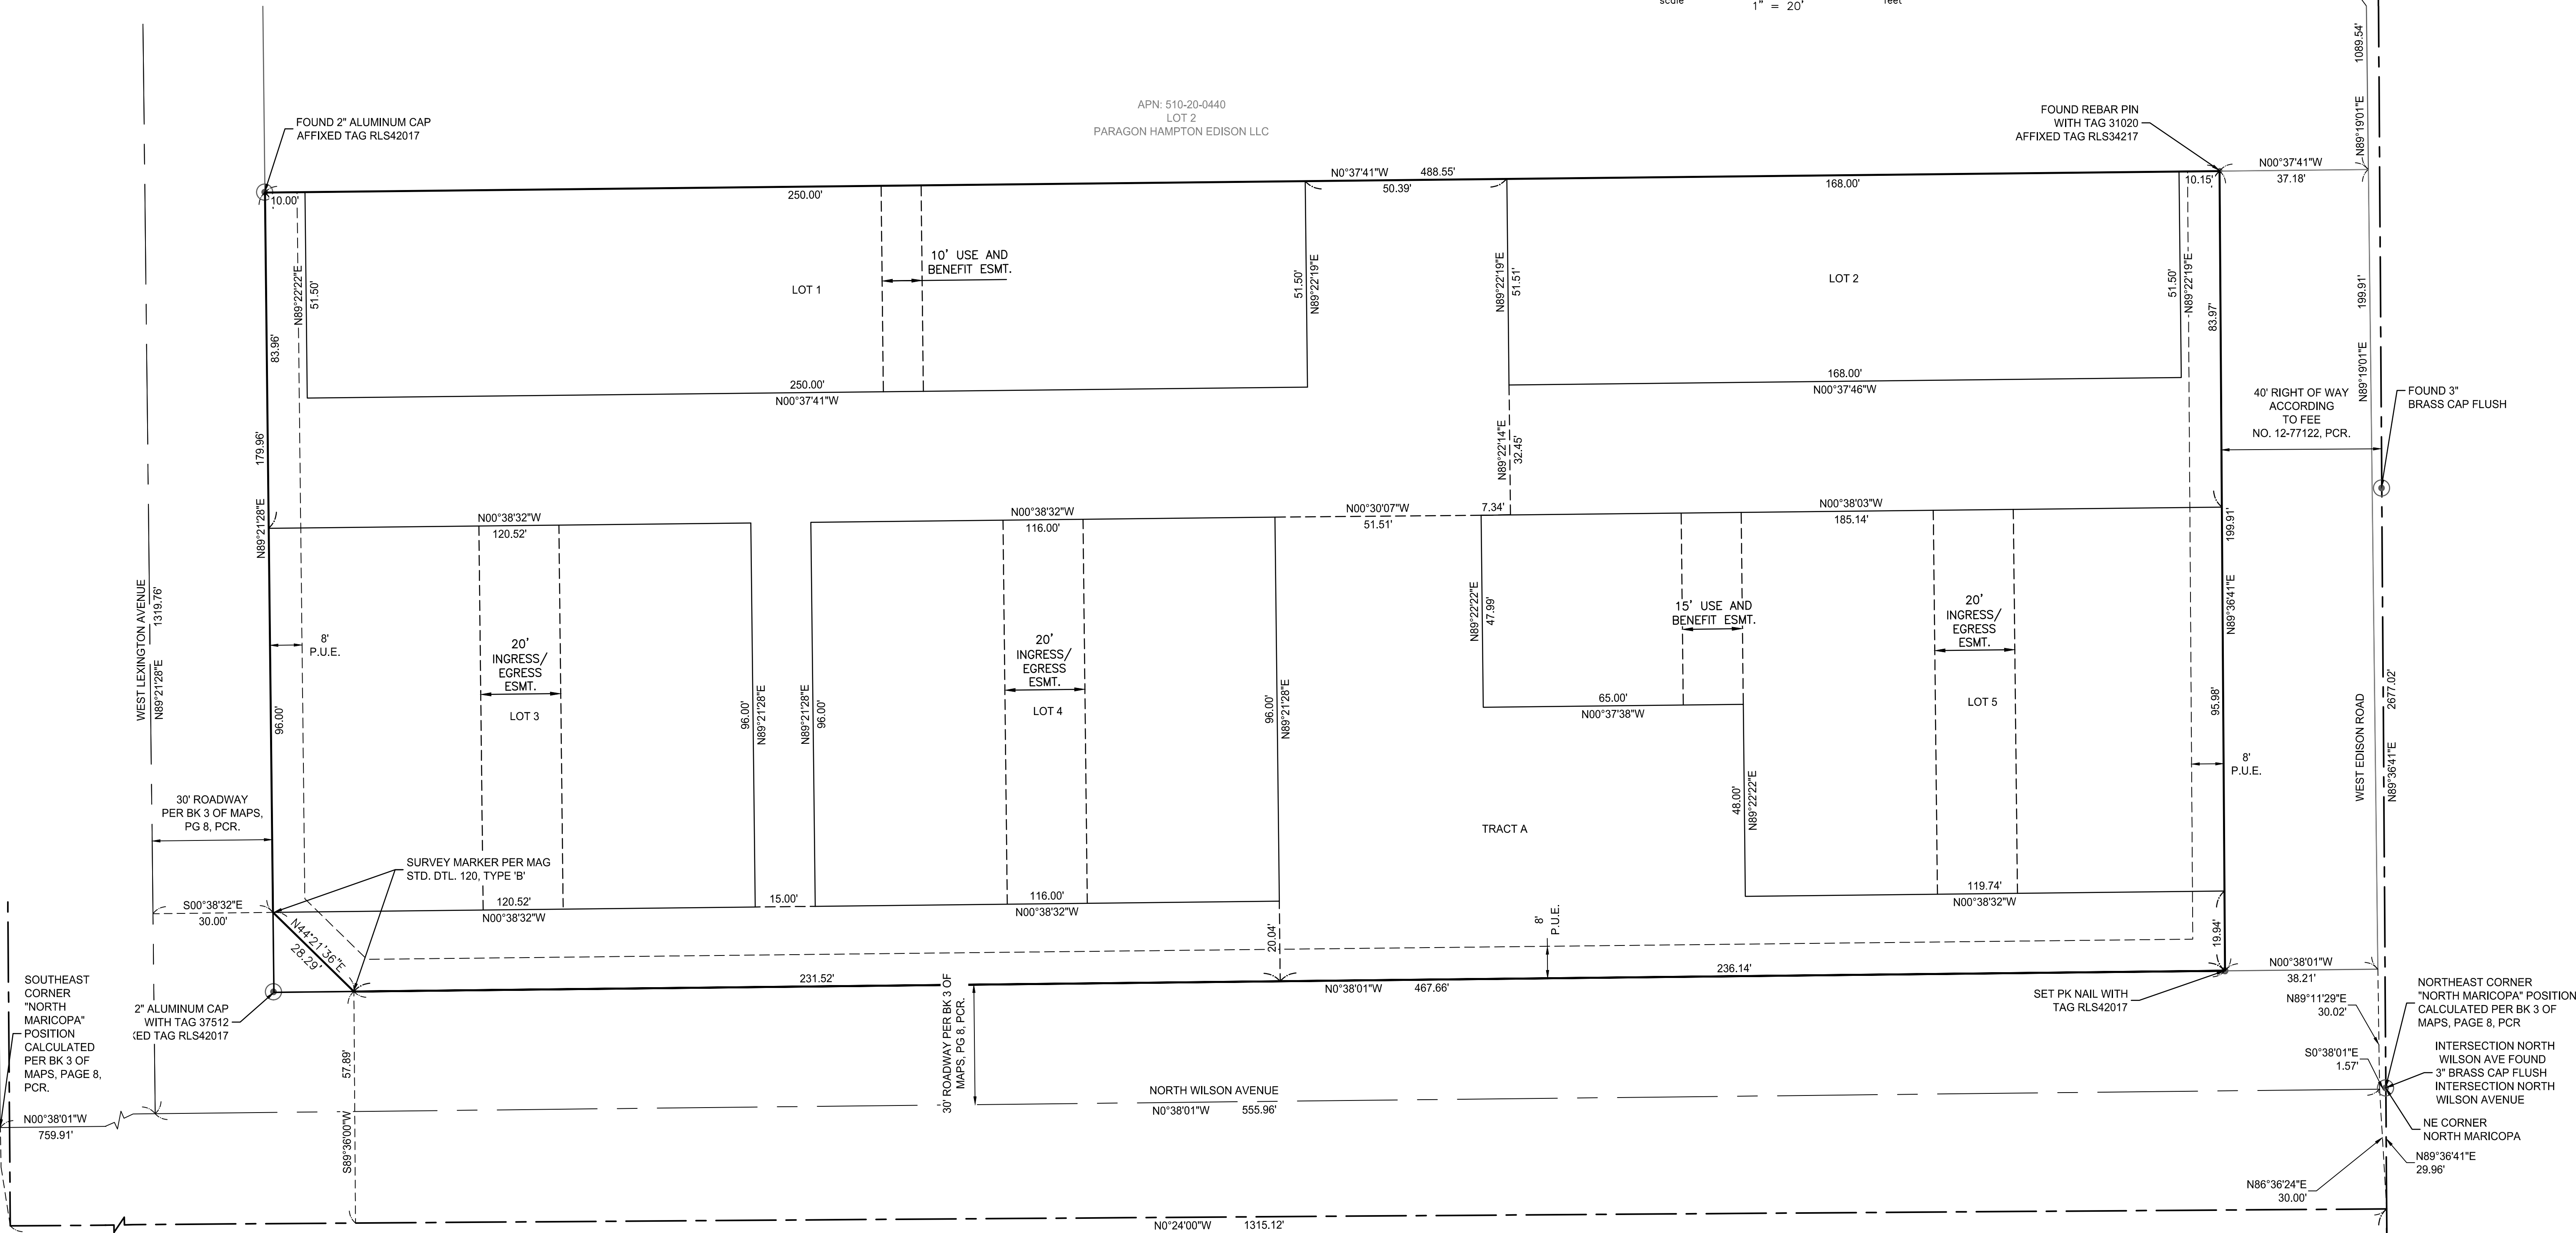 scale
1" = 20'
feet
1089.54'
N89°19'01"E
APN: 510-20-0440
LOT 2
PARAGON HAMPTON EDISON LLC
FOUND 2" ALUMINUM CAP
AFFIXED TAG RLS42017
FOUND REBAR PIN
WITH TAG 31020
AFFIXED TAG RLS34217
N0°37'41"W 488.55'
50.39'
N00°37'41"W
37.18'
10.00'
250.00'
168.00'
10.15'
N89°22'22"E
51.50'
10' USE AND
BENEFIT ESMT.
LOT 1
51.50'
N89°22'19"E
N89°22'19"E
51.51'
LOT 2
51.50'
N89°22'19"E
83.97'
199.91'
N89°19'01"E
83.96'
250.00'
N00°37'41"W
168.00'
N00°37'46"W
40' RIGHT OF WAY
ACCORDING
TO FEE
NO. 12-77122, PCR.
FOUND 3"
BRASS CAP FLUSH
179.96'
N89°21'28"E
N89°22'14"E
32.45'
N00°38'32"W
120.52'
N00°38'32"W
116.00'
N00°30'07"W
51.51'
7.34'
N00°38'03"W
185.14'
199.91'
N89°36'41"E
WEST LEXINGTON AVENUE
1319.76'
N89°21'28"E
8'
P.U.E.
20'
INGRESS/
EGRESS
ESMT.
LOT 3
20'
INGRESS/
EGRESS
ESMT.
LOT 4
N89°22'22"E
47.99'
15' USE AND
BENEFIT ESMT.
20'
INGRESS/
EGRESS
ESMT.
LOT 5
96.00'
96.00'
N89°21'28"E
N89°21'28"E
96.00'
96.00'
N89°21'28"E
65.00'
N00°37'38"W
95.98'
WEST EDISON ROAD
2677.02'
N89°36'41"E
8'
P.U.E.
48.00'
N89°22'22"E
30' ROADWAY
PER BK 3 OF MAPS,
PG 8, PCR.
TRACT A
SURVEY MARKER PER MAG
STD. DTL. 120, TYPE 'B'
S00°38'32"E
30.00'
120.52'
N00°38'32"W
15.00'
116.00'
N00°38'32"W
119.74'
N00°38'32"W
N44°21'36"E
28.29'
20.04'
8'
P.U.E.
19.94'
SOUTHEAST
CORNER
"NORTH
MARICOPA"
POSITION
CALCULATED
PER BK 3 OF
MAPS, PAGE 8,
PCR.
2" ALUMINUM CAP
WITH TAG 37512
KED TAG RLS42017
231.52'
236.14'
N0°38'01"W 467.66'
30' ROADWAY PER BK 3 OF
MAPS, PG 8, PCR.
SET PK NAIL WITH
TAG RLS42017
N00°38'01"W
38.21'
N89°11'29"E
30.02'
NORTHEAST CORNER
"NORTH MARICOPA" POSITION
CALCULATED PER BK 3 OF
MAPS, PAGE 8, PCR
S0°38'01"E
1.57'
INTERSECTION NORTH
WILSON AVE FOUND
3" BRASS CAP FLUSH
INTERSECTION NORTH
WILSON AVENUE
57.89'
S89°36'00"W
NORTH WILSON AVENUE
N0°38'01"W 555.96'
N00°38'01"W
759.91'
NE CORNER
NORTH MARICOPA
N89°36'41"E
29.96'
N86°36'24"E
30.00'
N0°24'00"W 1315.12'